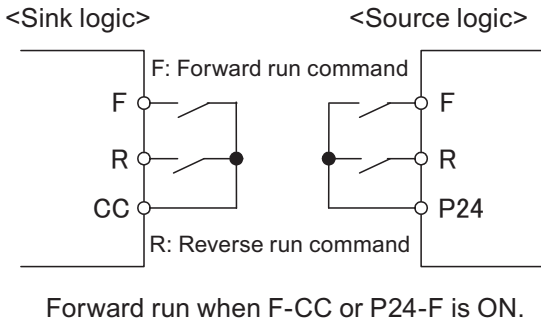 <Sink logic> <Source logic>
F: Forward run command
F F
R R
CC P24
R: Reverse run command
Forward run when F-CC or P24-F is ON.